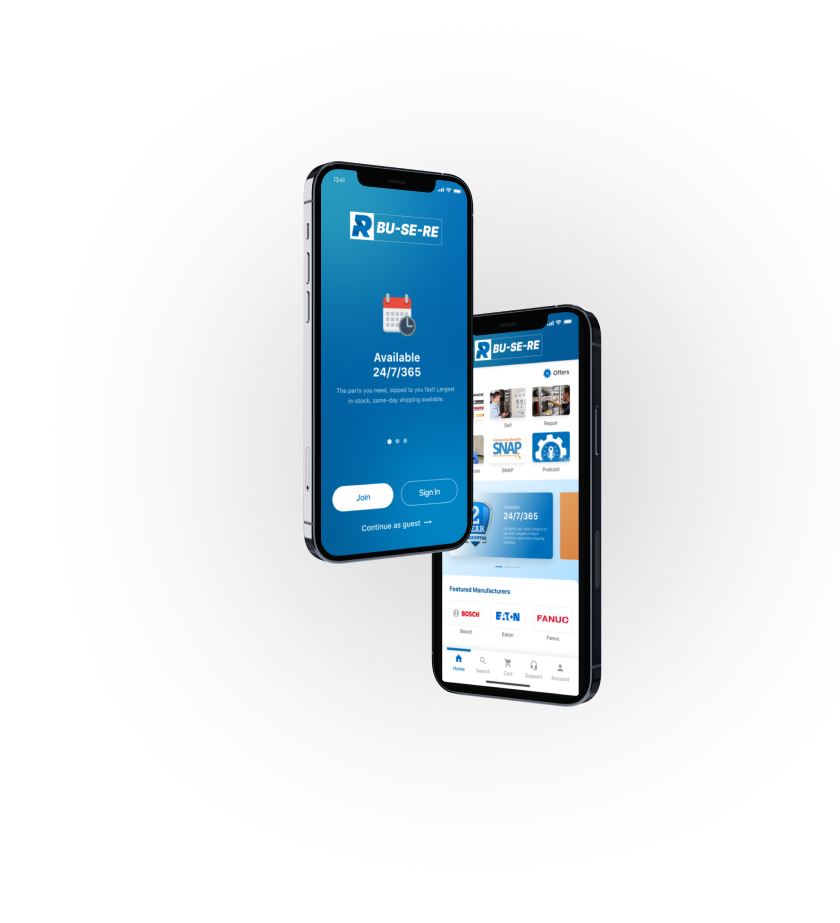 13:41
BU-SE-RE
Available
24/7/365
The parts you need, sipped to you fast! Largest
in-stock, same-day shipping available.
Join
Sign In
Continue as guest →
BU-SE-RE
Offers
Sell
Repair
SNAP
SNAP
Podcast
2
24/7/365
Featured Manufacturers
BOSCH
EATON
FANUC
Bosch
Eaton
Fanuc
Home
Search
Cart
Support
Account